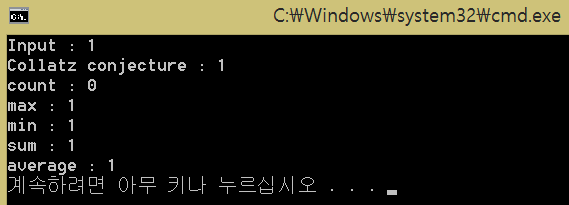 C:₩Windows₩system32₩cmd.exe
Input : 1
Collatz conjecture : 1
count : 0
max : 1
min : 1
sum : 1
average : 1
계속하려면 아무 키나 누르십시오 . . .